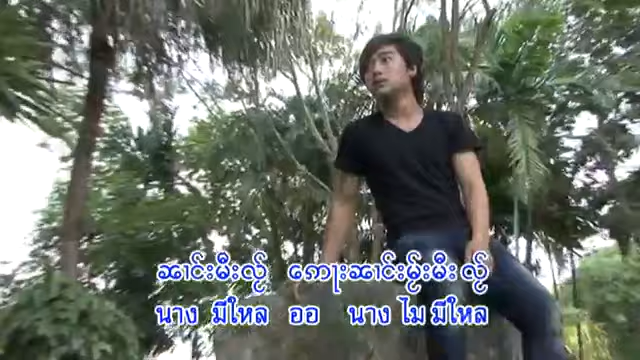 ၼၢင်းမီးလႂ် ဢေႃးၼၢင်းမႂ်းမီးလႂ်
นาง มีใหล ออ นาง ไม มีใหล